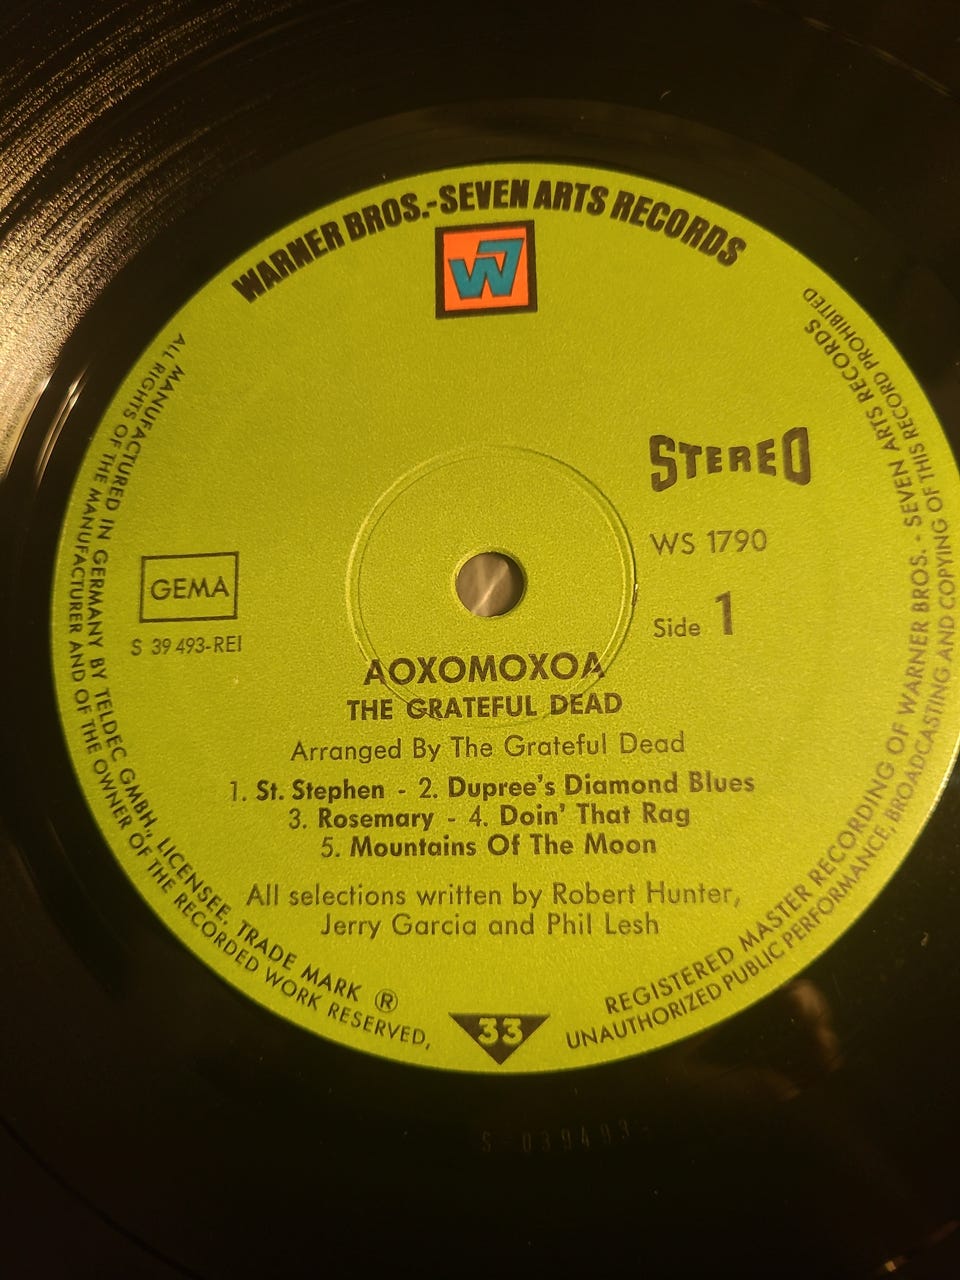 WARNER BROS.-SEVEN ARTS RECORDS
W7
STEREO
WS 1790
GEMA
Side 1
S 39 493-REI
AOXOMOXOA
THE GRATEFUL DEAD
Arranged By The Grateful Dead
1. St. Stephen - 2. Dupree's Diamond Blues
3. Rosemary - 4. Doin' That Rag
5. Mountains Of The Moon
All selections written by Robert Hunter,
Jerry Garcia and Phil Lesh
MANUFACTURED IN GERMANY BY TELDEC GMBH., LICENSEE, TRADE MARK ®
ALL RIGHTS OF THE MANUFACTURER AND OF THE OWNER OF THE RECORDED WORK RESERVED,
33
REGISTERED MASTER RECORDING OF WARNER BROS. - SEVEN ARTS RECORDS
UNAUTHORIZED PUBLIC PERFORMANCE, BROADCASTING AND COPYING OF THIS RECORD PROHIBITED
S 039493-